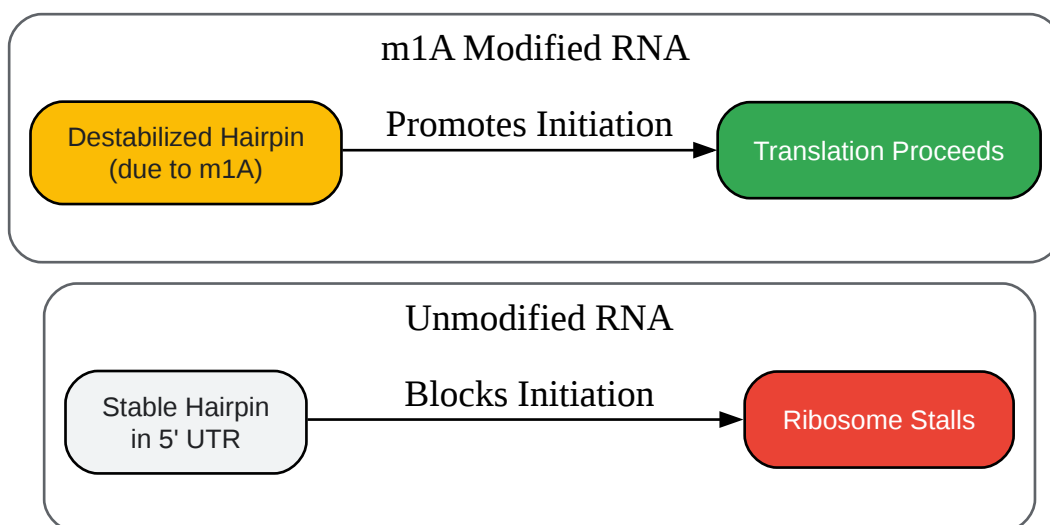 m1A Modified RNA
Promotes Initiation
Destabilized Hairpin
(due to m1A)
Translation Proceeds
Unmodified RNA
Blocks Initiation
Stable Hairpin
in 5' UTR
Ribosome Stalls